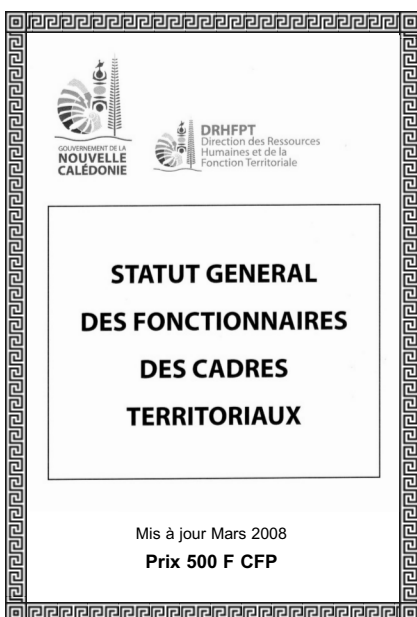 GOUVERNEMENT DE LA
NOUVELLE
CALÉDONIE
DRHFPT
Direction des Ressources
Humaines et de la
Fonction Territoriale
STATUT GENERAL
DES FONCTIONNAIRES
DES CADRES
TERRITORIAUX
Mis à jour Mars 2008
Prix 500 F CFP